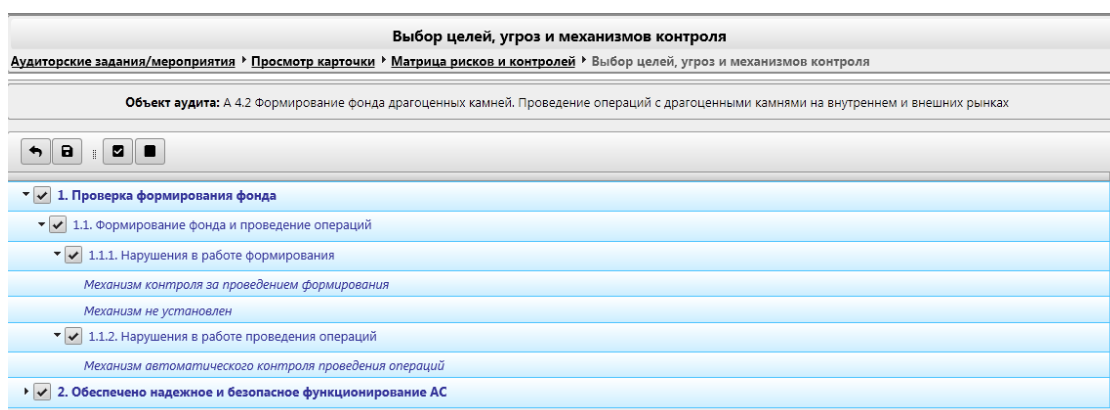 Выбор целей, угроз и механизмов контроля
Аудиторские задания/мероприятия Просмотр карточки Матрица рисков и контролей Выбор целей, угроз и механизмов контроля
Объект аудита: А 4.2 Формирование фонда драгоценных камней. Проведение операций с драгоценными камнями на внутреннем и внешних рынках
1. Проверка формирования фонда
1.1. Формирование фонда и проведение операций
1.1.1. Нарушения в работе формирования
Механизм контроля за проведением формирования
Механизм не установлен
1.1.2. Нарушения в работе проведения операций
Механизм автоматического контроля проведения операций
2. Обеспечено надежное и безопасное функционирование АС